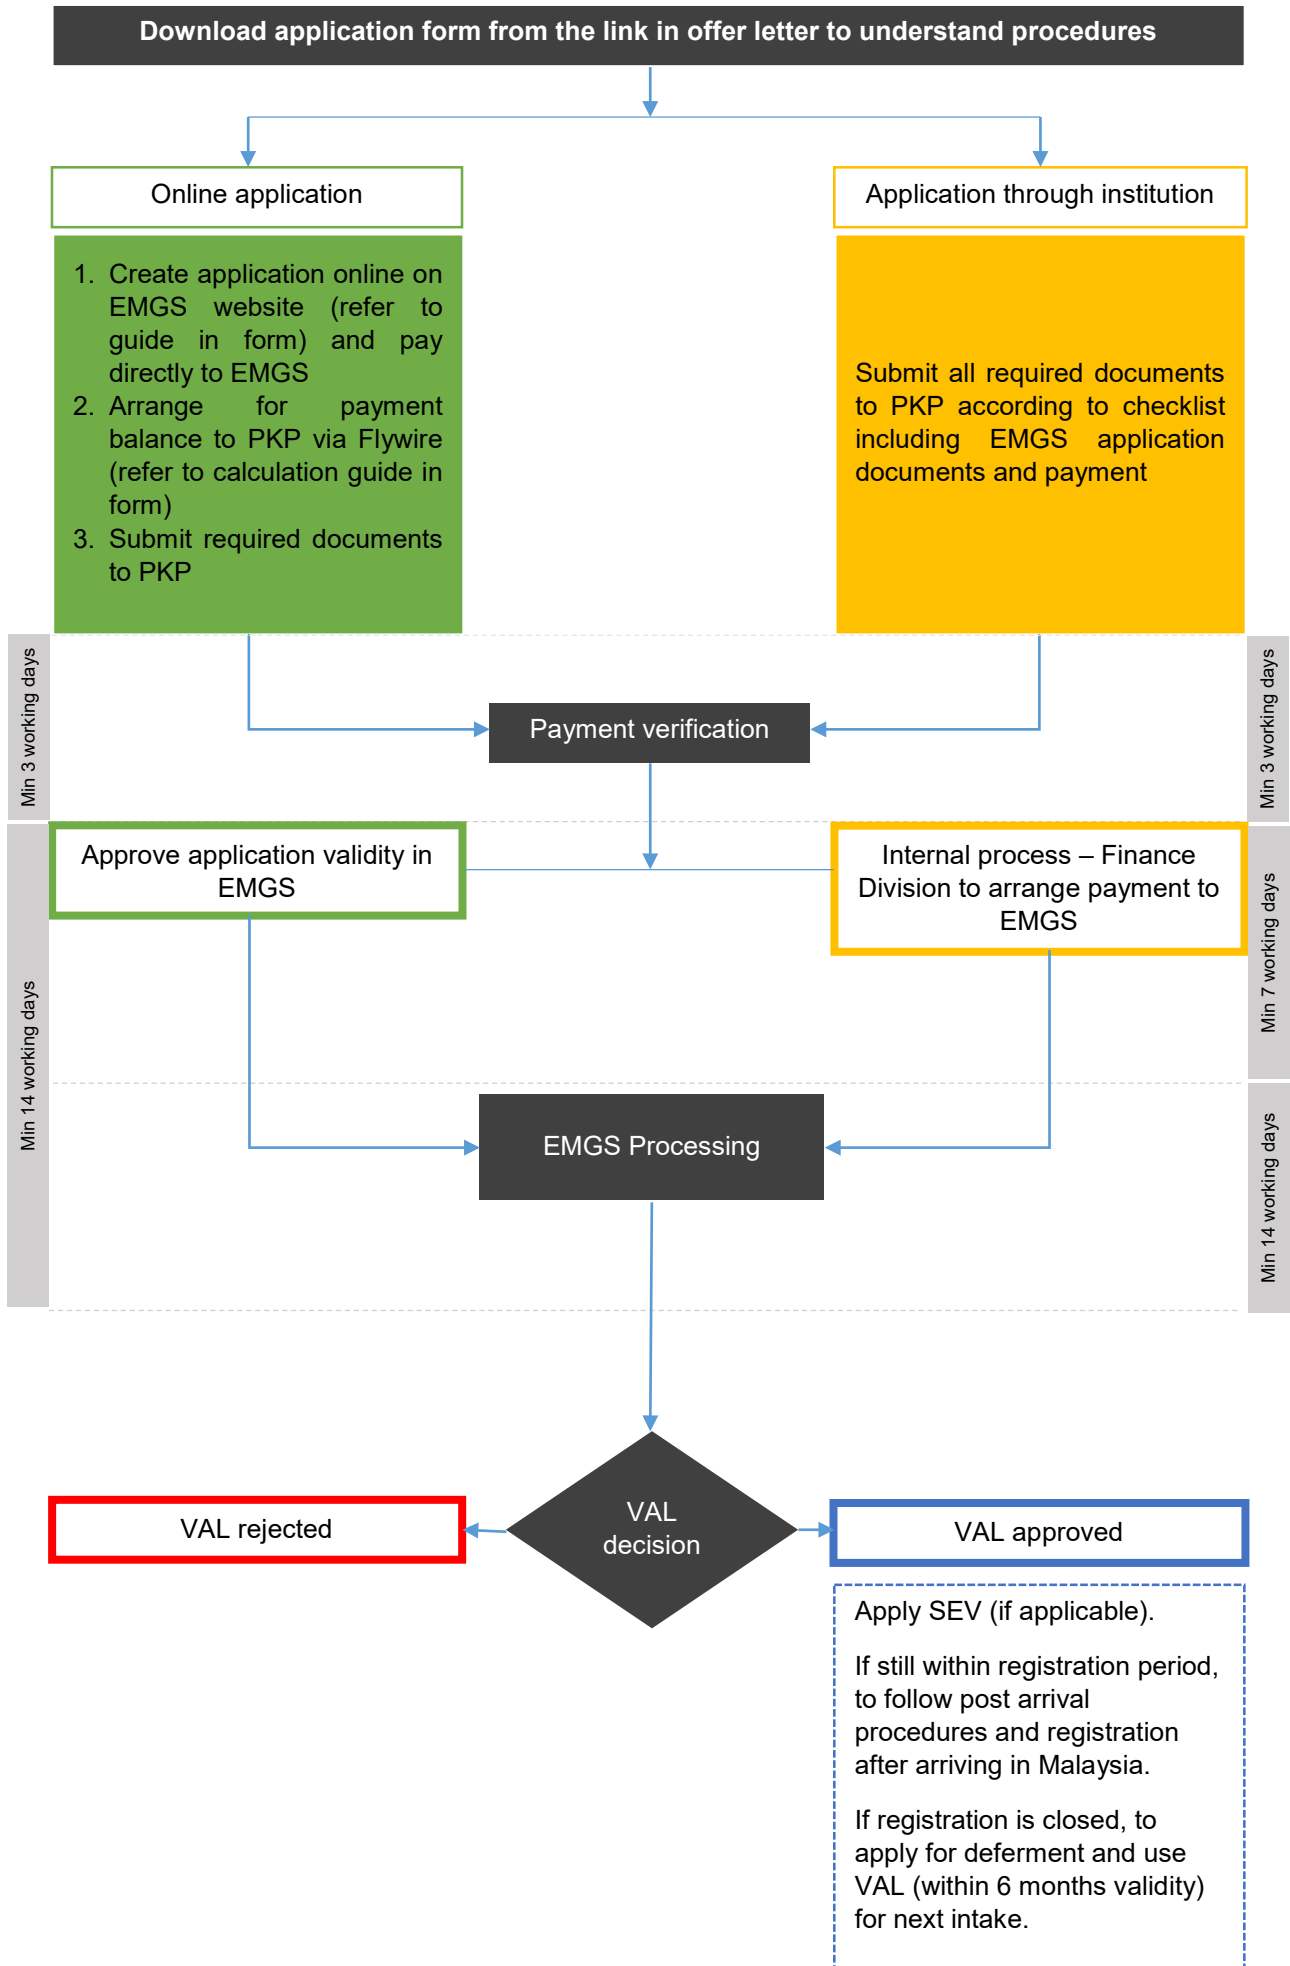 Download application form from the link in offer letter to understand procedures
Online application
Application through institution
1. Create application online on
EMGS website (refer to
guide in form) and pay
directly to EMGS
2. Arrange for payment
balance to PKP via Flywire
(refer to calculation guide in
form)
3. Submit required documents
to PKP
Submit all required documents
to PKP according to checklist
including EMGS application
documents and payment
Min 3 working days
Payment verification
Min 3 working days
Approve application validity in
EMGS
Internal process – Finance
Division to arrange payment to
EMGS
Min 14 working days
Min 7 working days
EMGS Processing
Min 14 working days
VAL
decision
VAL rejected
VAL approved
Apply SEV (if applicable).
If still within registration period,
to follow post arrival
procedures and registration
after arriving in Malaysia.
If registration is closed, to
apply for deferment and use
VAL (within 6 months validity)
for next intake.